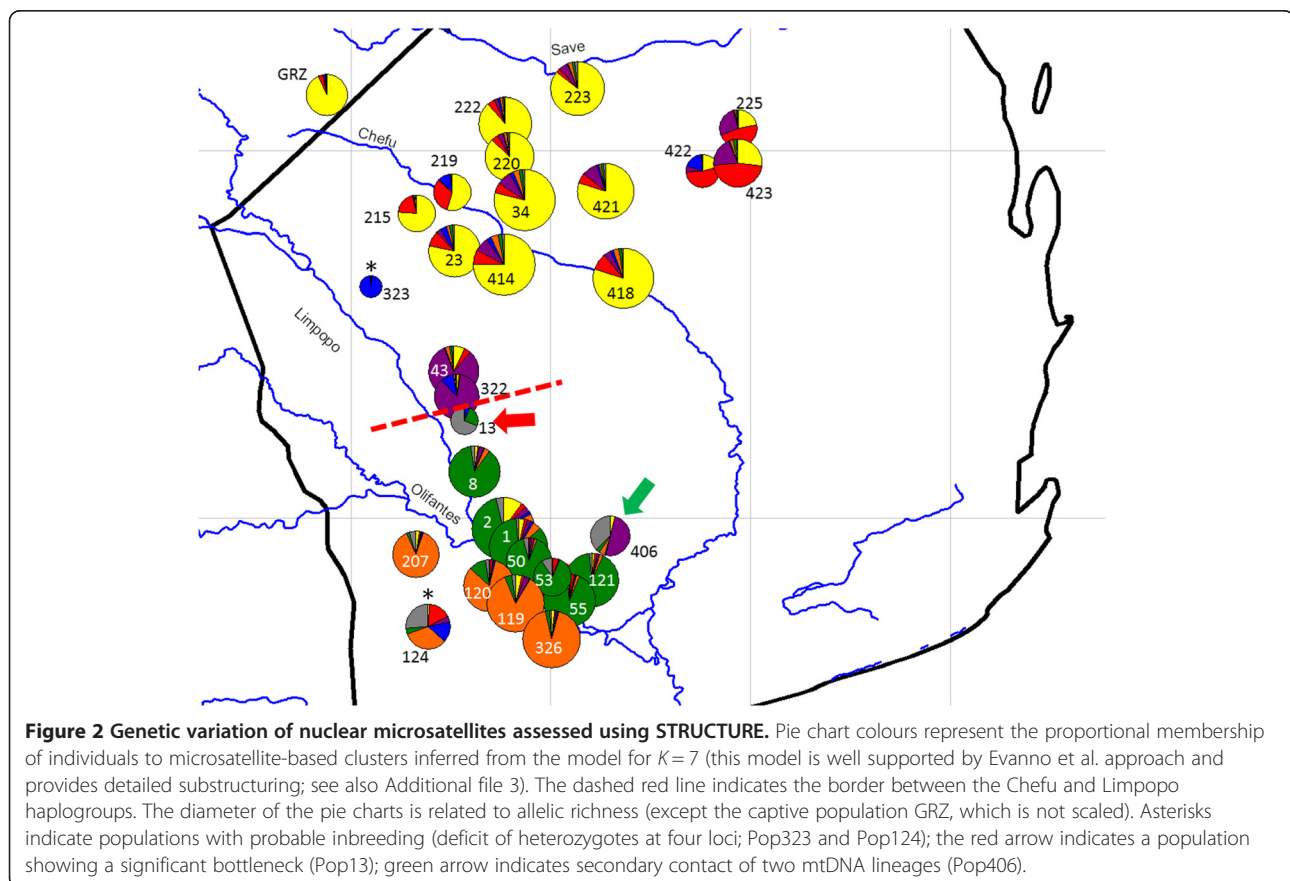 Save
GRZ
223
222
225
Chefu
220
422
219
423
34
421
215
23
414
418
*
323
Limpopo
43
322
13
8
Olifantes
2
1
406
207
50
53
121
120
55
*
119
326
124
Figure 2 Genetic variation of nuclear microsatellites assessed using STRUCTURE. Pie chart colours represent the proportional membership
of individuals to microsatellite-based clusters inferred from the model for K = 7 (this model is well supported by Evanno et al. approach and
provides detailed substructuring; see also Additional file 3). The dashed red line indicates the border between the Chefu and Limpopo
haplogroups. The diameter of the pie charts is related to allelic richness (except the captive population GRZ, which is not scaled). Asterisks
indicate populations with probable inbreeding (deficit of heterozygotes at four loci; Pop323 and Pop124); the red arrow indicates a population
showing a significant bottleneck (Pop13); green arrow indicates secondary contact of two mtDNA lineages (Pop406).